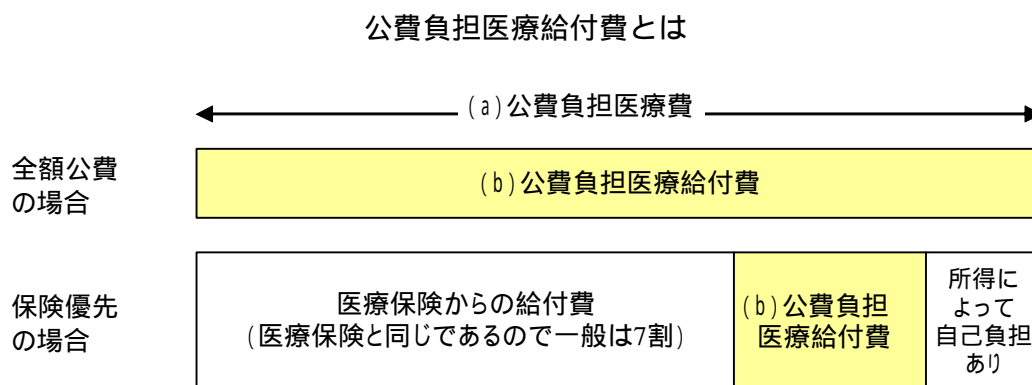 公費負担医療給付費とは
(a)公費負担医療費
全額公費
の場合
(b)公費負担医療給付費
保険優先
の場合
医療保険からの給付費
(医療保険と同じであるので一般は7割)
(b)公費負担
医療給付費
所得に
よって
自己負担
あり